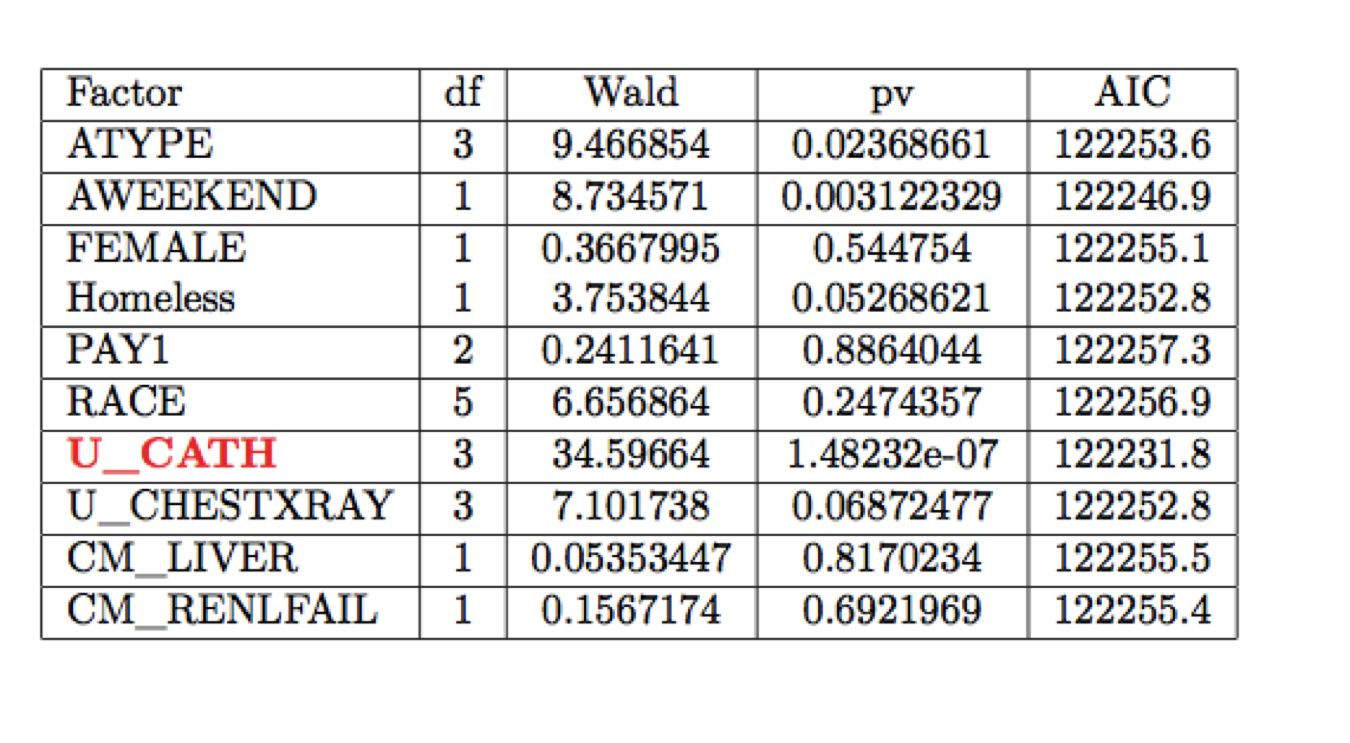 Factor df Wald pv AIC
ATYPE 3 9.466854 0.02368661 122253.6
AWEEKEND 1 8.734571 0.003122329 122246.9
FEMALE 1 0.3667995 0.544754 122255.1
Homeless 1 3.753844 0.05268621 122252.8
PAY1 2 0.2411641 0.8864044 122257.3
RACE 5 6.656864 0.2474357 122256.9
U_CATH 3 34.59664 1.48232e-07 122231.8
U_CHESTXRAY 3 7.101738 0.06872477 122252.8
CM_LIVER 1 0.05353447 0.8170234 122255.5
CM_RENLFAIL 1 0.1567174 0.6921969 122255.4